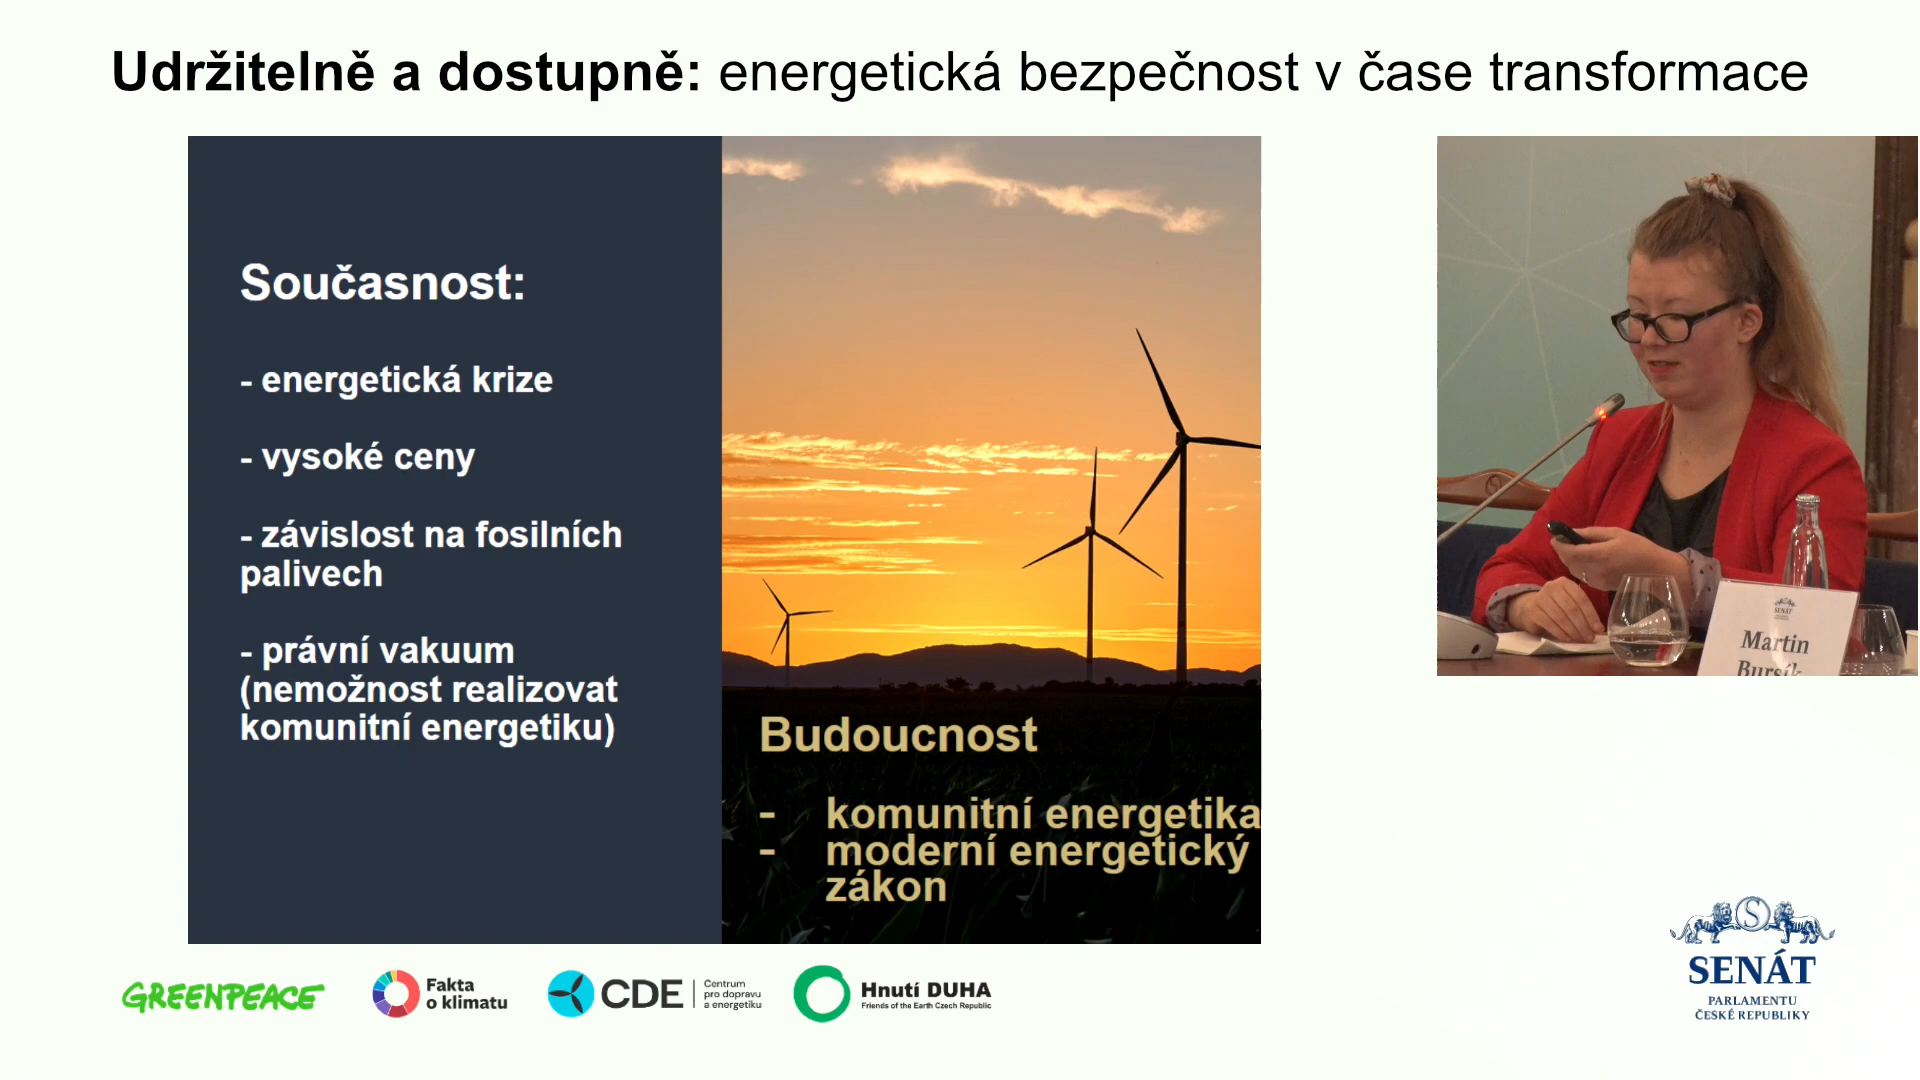 Udržitelně a dostupně: energetická bezpečnost v čase transformace
Současnost:
- energetická krize
- vysoké ceny
- závislost na fosilních
palivech
- právní vakuum
(nemožnost realizovat
komunitní energetiku)
Budoucnost
- komunitní energetika
- moderní energetický
zákon
SENÁT
Martin
Bursík
GREENPEACE
Fakta
o klimatu
CDE
Centrum
pro dopravu
a energetiku
Hnutí DUHA
Friends of the Earth Czech Republic
S
SENÁT
PARLAMENTU
ČESKÉ REPUBLIKY